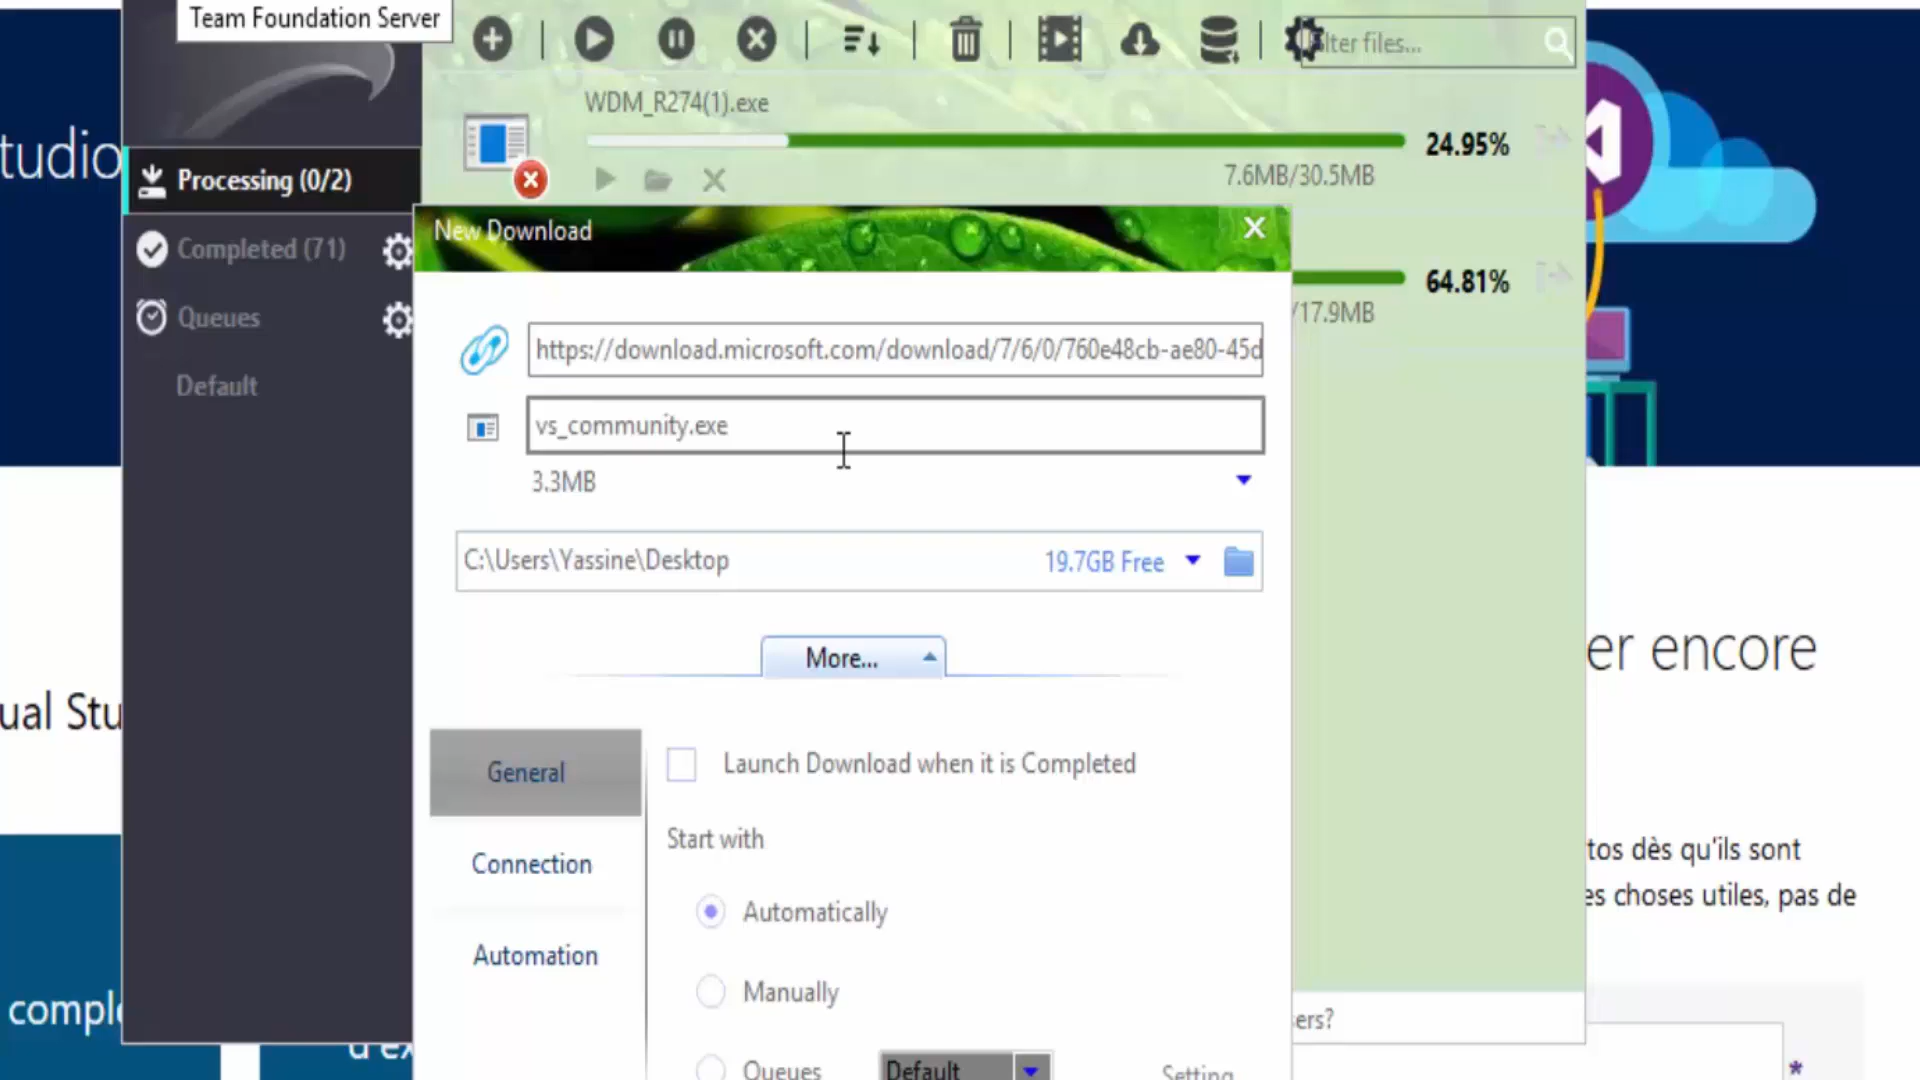 Team Foundation Server
lter files...
WDM_R274(1).exe
24.95%
7.6MB/30.5MB
tudio
Processing (0/2)
Completed (71)
Queues
Default
New Download
64.81%
/17.9MB
https://download.microsoft.com/download/7/6/0/760e48cb-ae80-45d
vs_community.exe
3.3MB
C:\Users\Yassine\Desktop
19.7GB Free
More...
er encore
ual Stu
General
Launch Download when it is Completed
Start with
Connection
tos dès qu'ils sont
es choses utiles, pas de
Automatically
Automation
Manually
comple
ers?
d'ex
Queues
Default
Setting
*